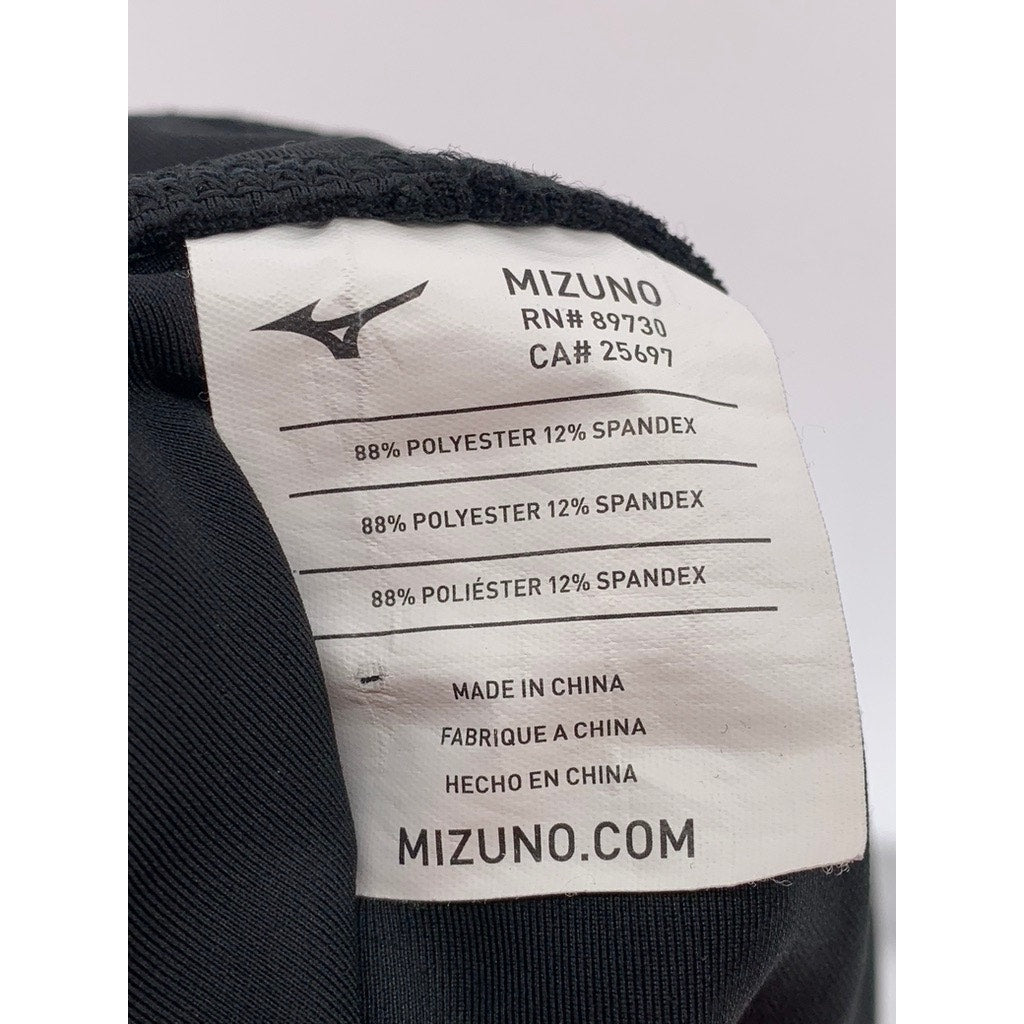 MIZUNO
RN# 89730
CA# 25697
88% POLYESTER 12% SPANDEX
88% POLYESTER 12% SPANDEX
88% POLIÉSTER 12% SPANDEX
MADE IN CHINA
FABRIQUE A CHINA
HECHO EN CHINA
MIZUNO.COM